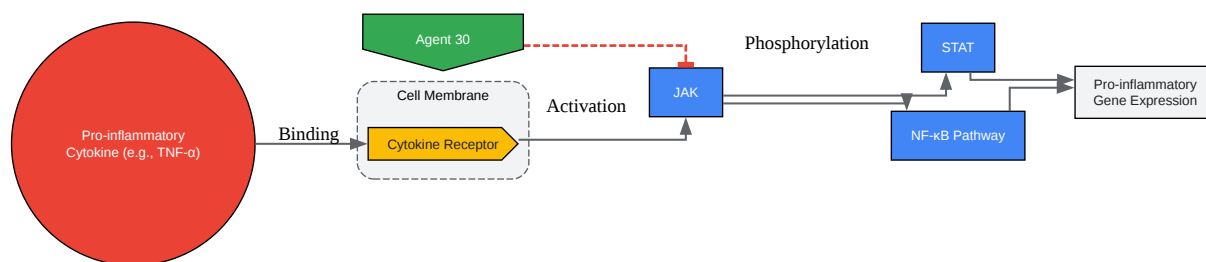 Pro-inflammatory
Cytokine (e.g., TNF-α)
Binding
Agent 30
Cell Membrane
Cytokine Receptor
Activation
JAK
Phosphorylation
STAT
NF-κB Pathway
Pro-inflammatory
Gene Expression